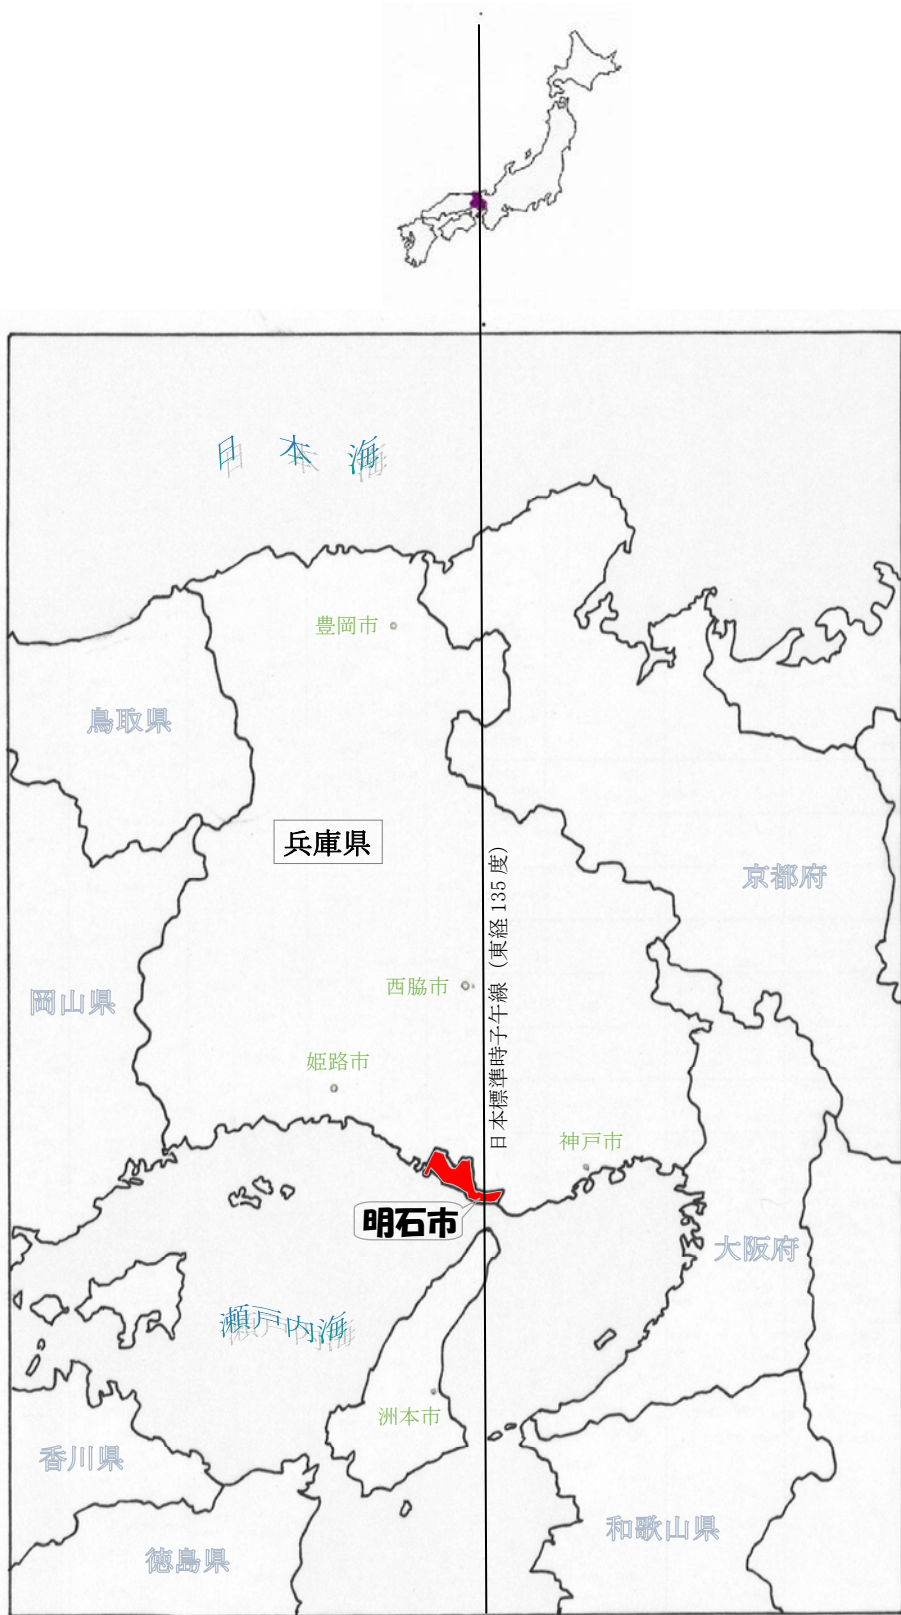 日本海
豊岡市
鳥取県
兵庫県
京都府
日本標準時子午線(東経135度)
西脇市
岡山県
姫路市
神戸市
明石市
大阪府
瀬戸内海
洲本市
香川県
和歌山県
徳島県